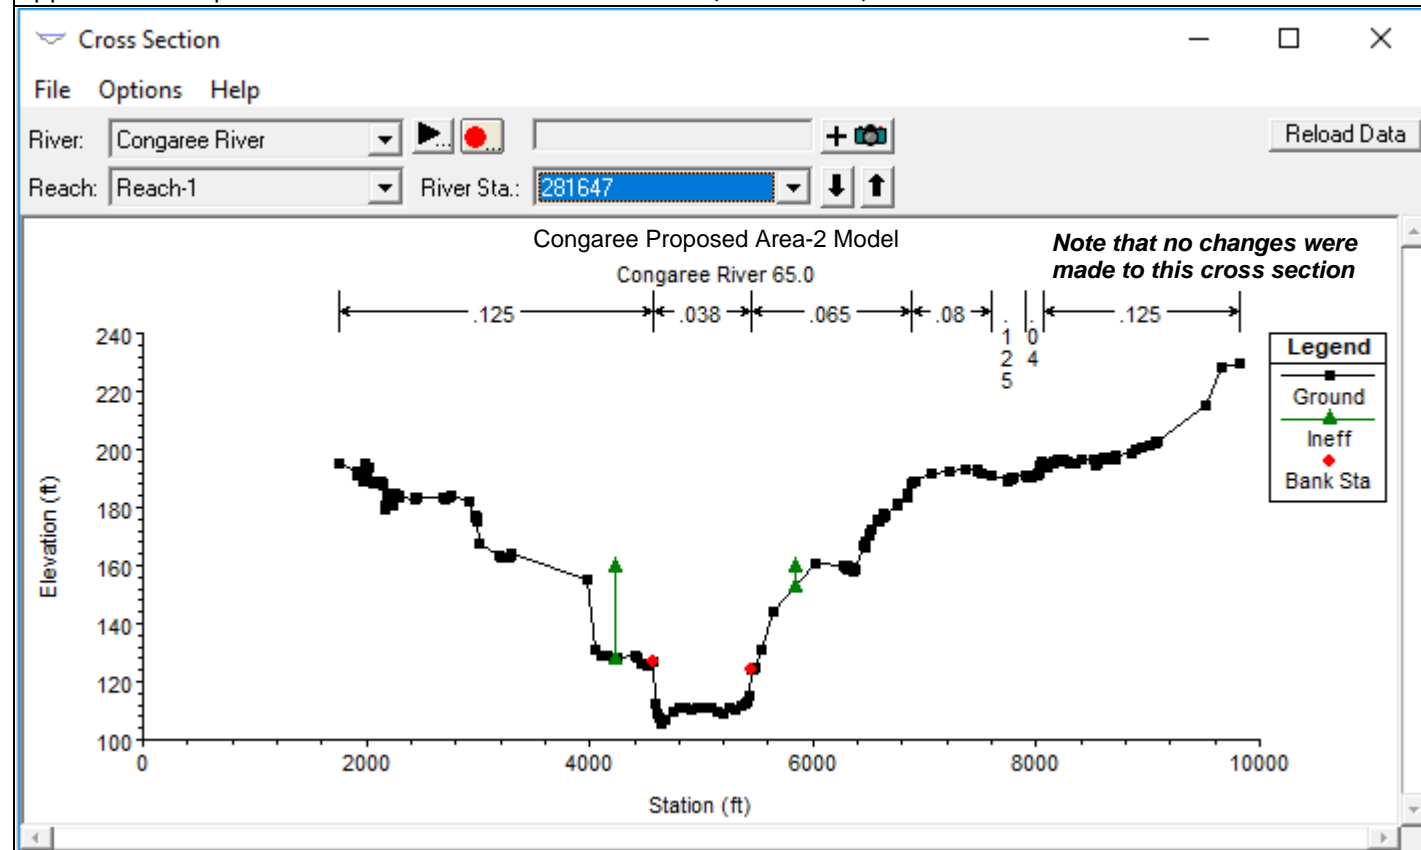 Cross Section
File Options Help
River: Congaree River
Reload Data
Reach: Reach-1 River Sta.: 281647
Congaree Proposed Area-2 Model
Note that no changes were
made to this cross section
Congaree River 65.0
.125 .038 .065 .08 .125 .04 .125
Legend
Ground
Ineff
Bank Sta
240
220
200
180
160
140
120
100
Elevation (ft)
0 2000 4000 6000 8000 10000
Station (ft)